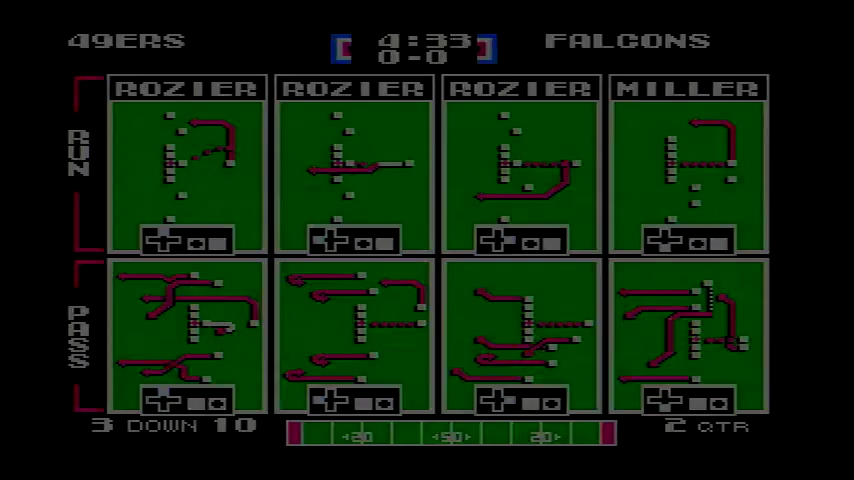 49ERS 4:33 FALCONS
0-0
ROZIER ROZIER ROZIER MILLER
RUN
PASS
3 DOWN 10 2 QTR
20 50 20